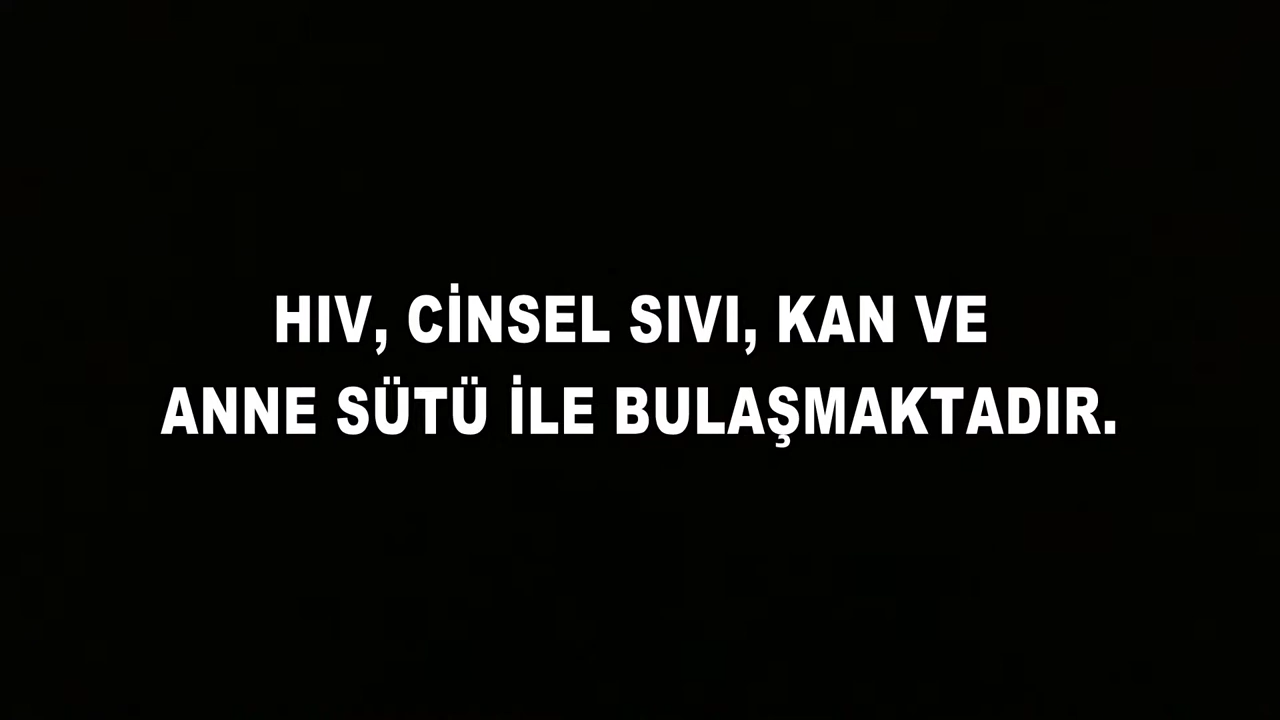 HIV, CİNSEL SIVI, KAN VE
ANNE SÜTÜ İLE BULAŞMAKTADIR.